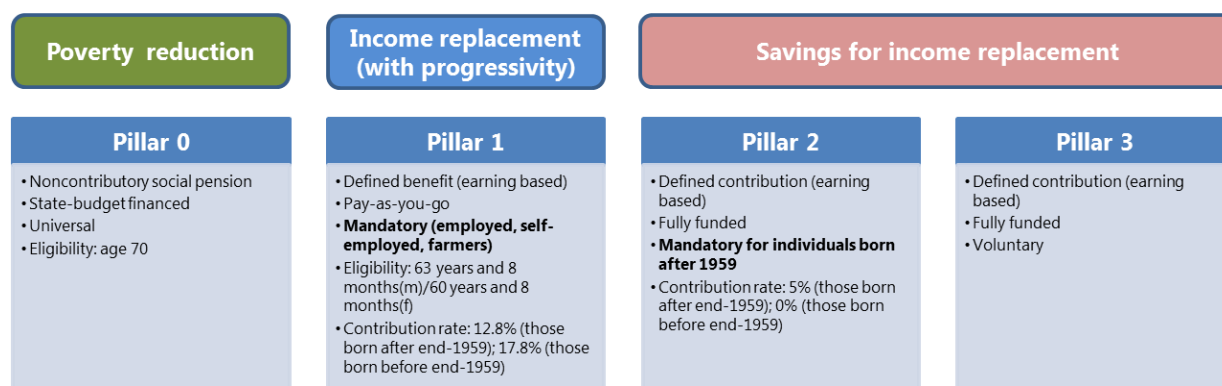 Poverty reduction
Income replacement
(with progressivity)
Savings for income replacement
Pillar 0
• Noncontributory social pension
• State-budget financed
• Universal
• Eligibility: age 70
Pillar 1
• Defined benefit (earning based)
• Pay-as-you-go
• Mandatory (employed, self-
employed, farmers)
• Eligibility: 63 years and 8
months(m)/60 years and 8
months(f)
• Contribution rate: 12.8% (those
born after end-1959); 17.8% (those
born before end-1959)
Pillar 2
• Defined contribution (earning
based)
• Fully funded
• Mandatory for individuals born
after 1959
• Contribution rate: 5% (those born
after end-1959); 0% (those born
before end-1959)
Pillar 3
• Defined contribution (earning
based)
• Fully funded
• Voluntary